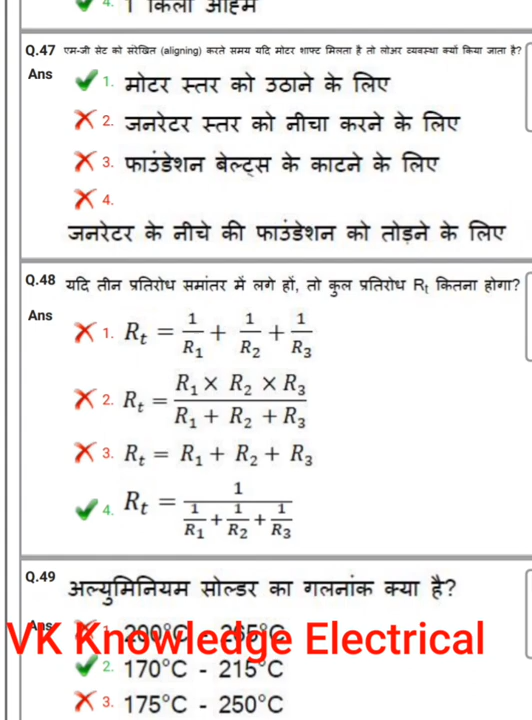 4. 1 किलो ओहम
Q.47 एम-जी सेट को संरेखित (aligning) करते समय यदि मोटर शाफ्ट मिलता है तो लोअर व्यवस्था क्यों किया जाता है?
Ans 1. मोटर स्तर को उठाने के लिए
2. जनरेटर स्तर को नीचा करने के लिए
3. फाउंडेशन बेल्ट्स के काटने के लिए
4.
जनरेटर के नीचे की फाउंडेशन को तोड़ने के लिए
Q.48 यदि तीन प्रतिरोध समांतर में लगे हों, तो कुल प्रतिरोध Rₜ कितना होगा?
Ans 1. Rₜ = 1/R₁ + 1/R₂ + 1/R₃
2. Rₜ = (R₁ × R₂ × R₃)/(R₁ + R₂ + R₃)
3. Rₜ = R₁ + R₂ + R₃
4. Rₜ = 1/(1/R₁ + 1/R₂ + 1/R₃)
Q.49 अल्युमिनियम सोल्डर का गलनांक क्या है?
Ans 1. 200°C - 265°C
VK Knowledge Electrical
2. 170°C - 215°C
3. 175°C - 250°C